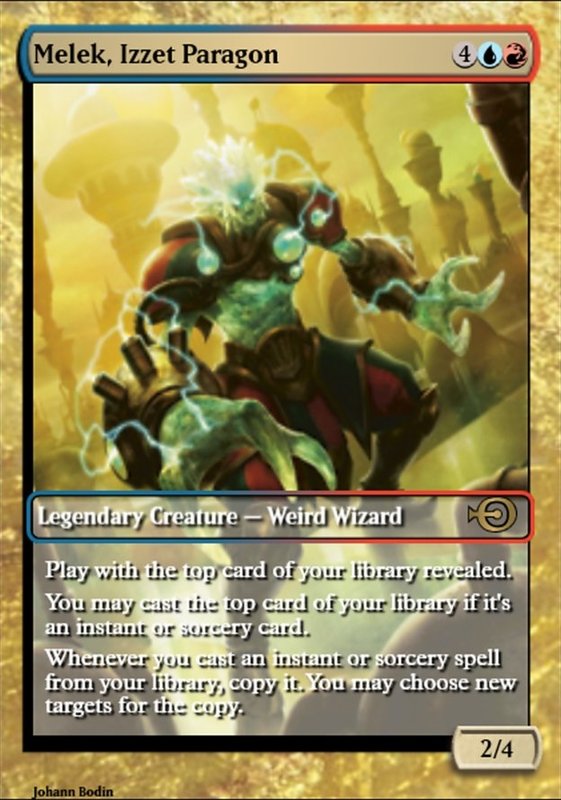 Melek, Izzet Paragon 4
Legendary Creature — Weird Wizard
Play with the top card of your library revealed.
You may cast the top card of your library if it's
an instant or sorcery card.
Whenever you cast an instant or sorcery spell
from your library, copy it. You may choose new
targets for the copy.
2/4
Johann Bodin